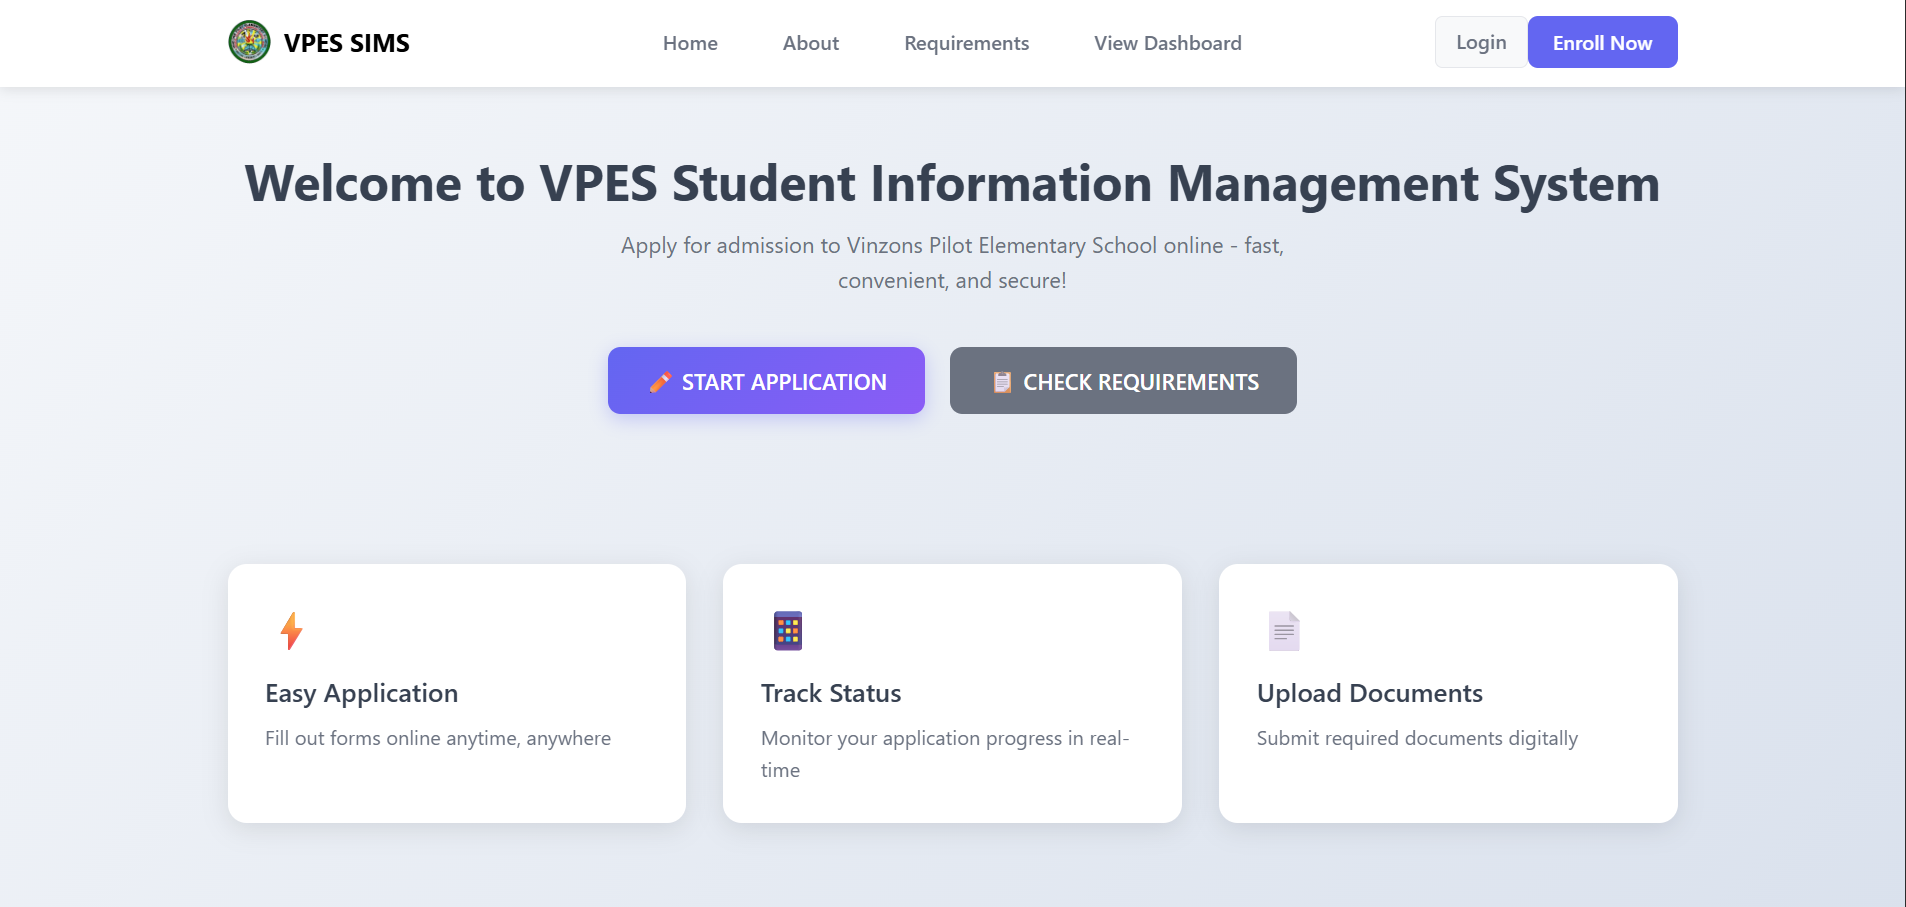 VPES SIMS
Home
About
Requirements
View Dashboard
Login
Enroll Now
Welcome to VPES Student Information Management System
Apply for admission to Vinzons Pilot Elementary School online - fast,
convenient, and secure!
START APPLICATION
CHECK REQUIREMENTS
Easy Application
Fill out forms online anytime, anywhere
Track Status
Monitor your application progress in real-
time
Upload Documents
Submit required documents digitally